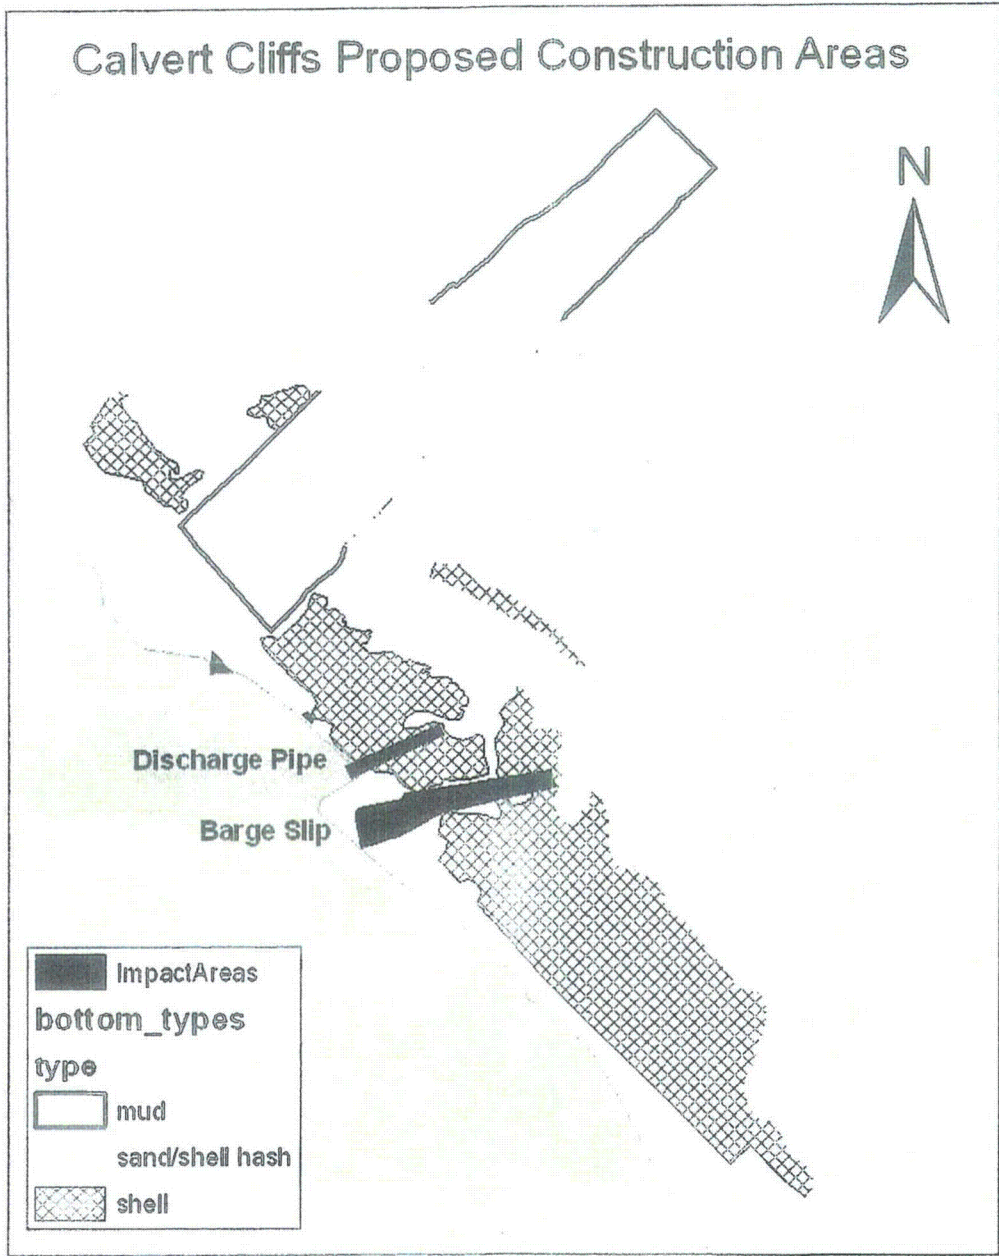 Calvert Cliffs Proposed Construction Areas
N
Discharge Pipe
Barge Slip
ImpactAreas
bottom_types
type
mud
sand/shell hash
shell